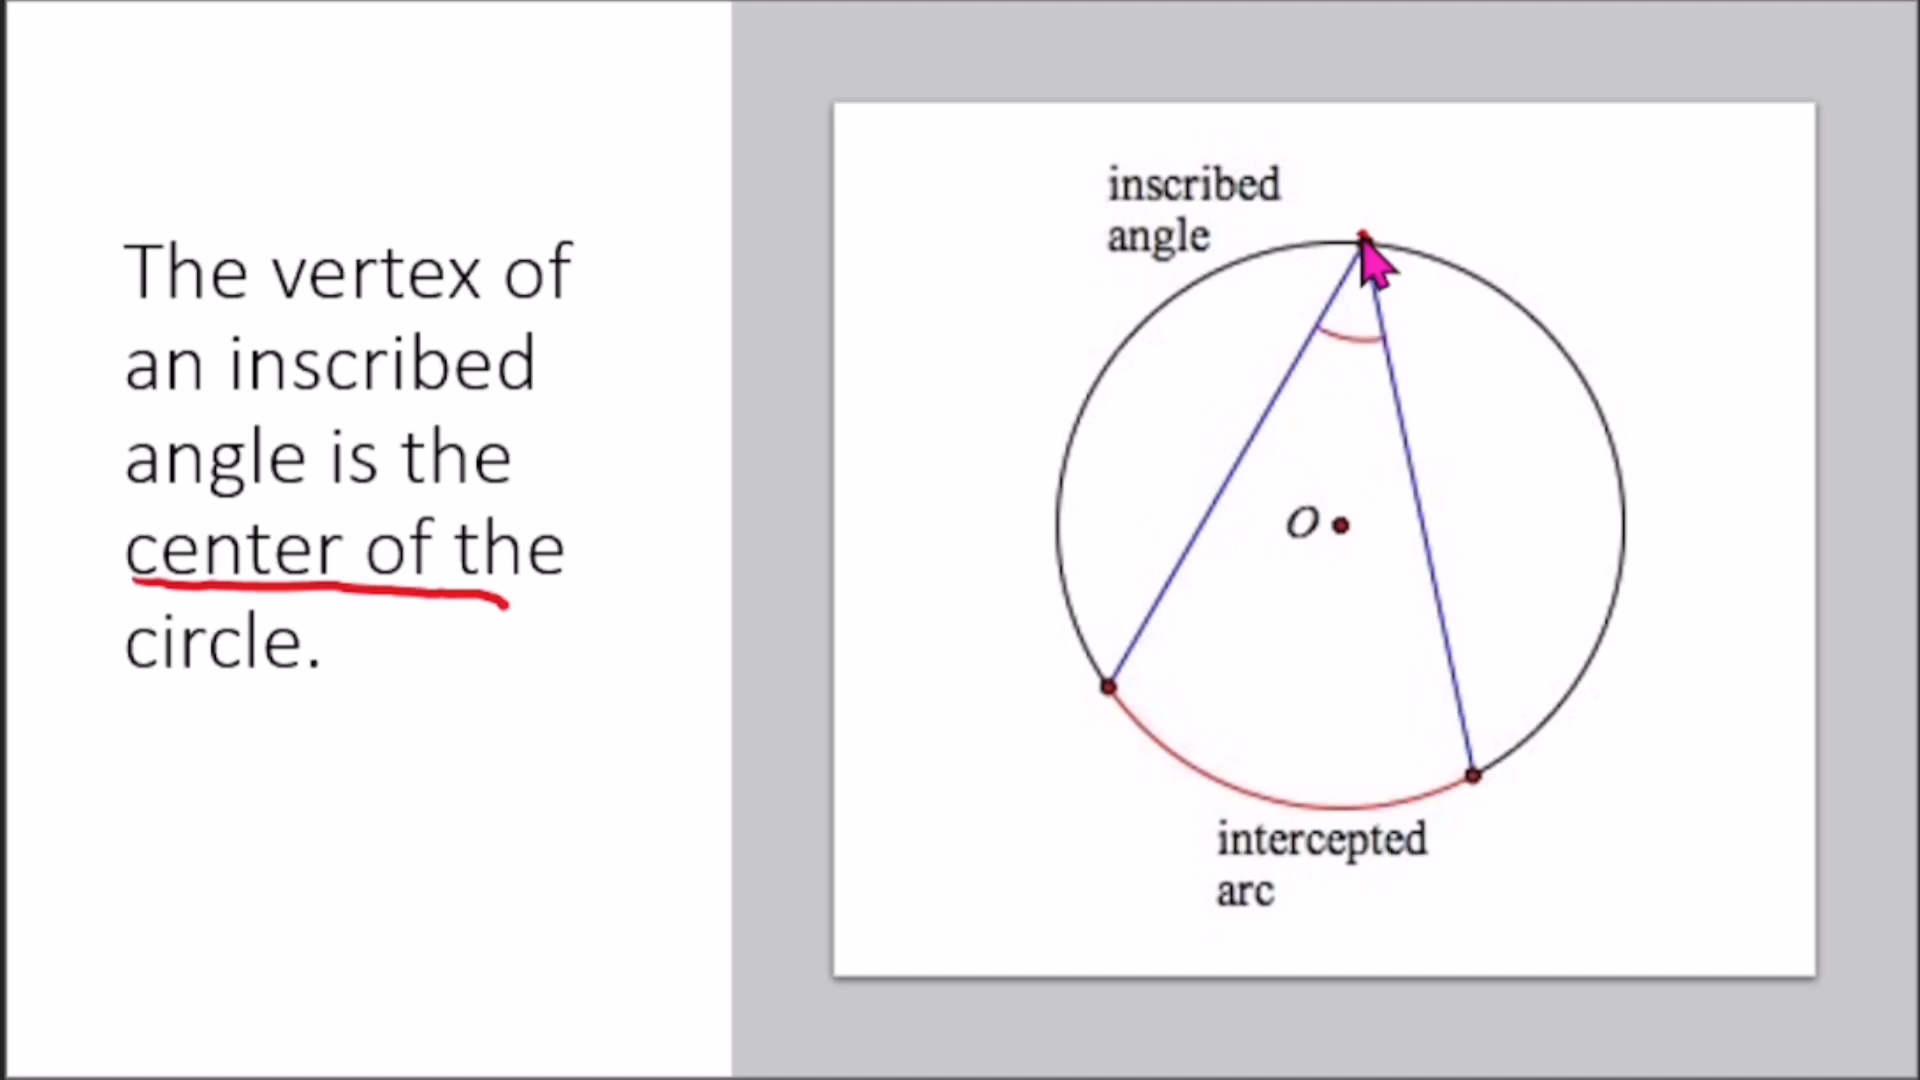 The vertex of
an inscribed
angle is the
center of the
circle.
inscribed
angle
O
intercepted
arc